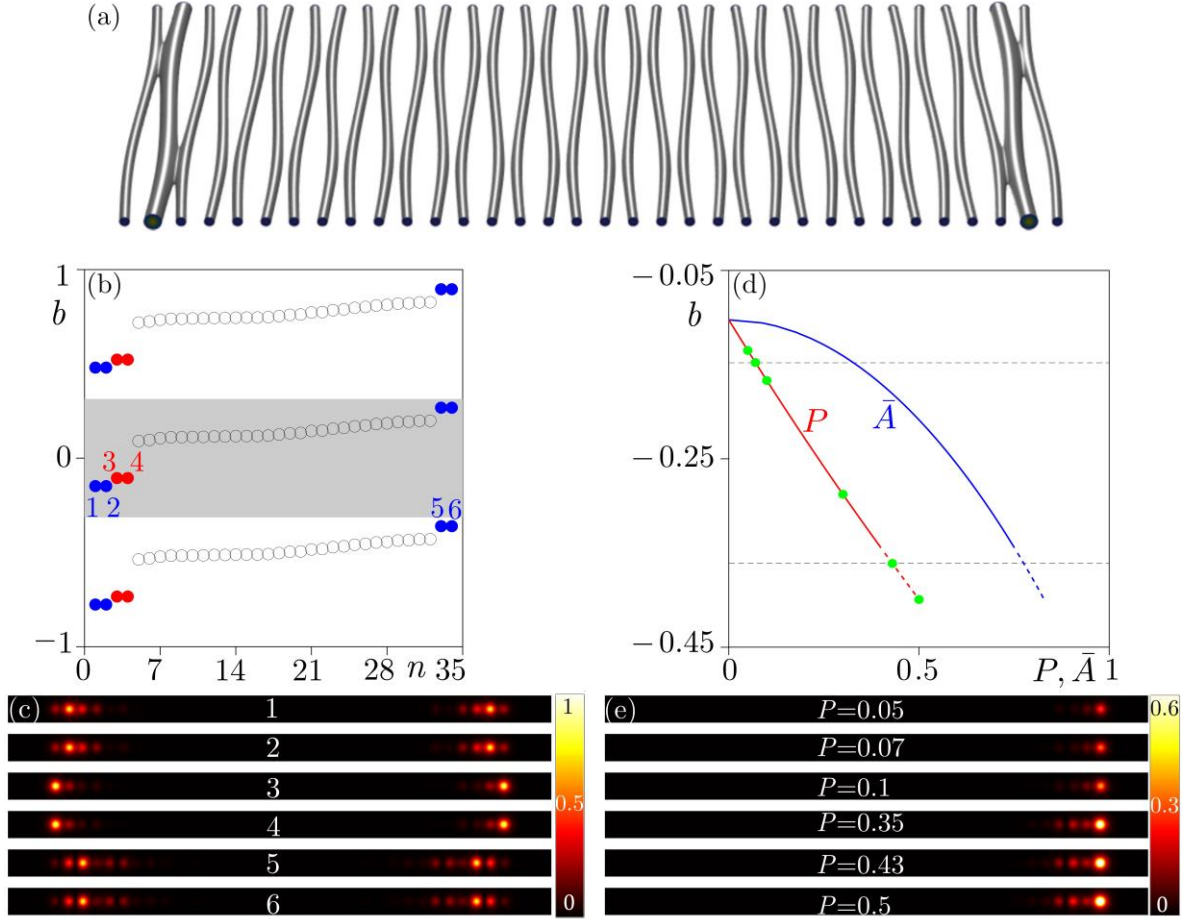 (a)
(b)
1
b
0
−1
3 4
1 2
5 6
0 7 14 21 28 n 35
(d)
−0.05
b
−0.25
−0.45
P
Ā
0 0.5 P, Ā 1
(c)
1
2
3
4
5
6
1
0.5
0
(e)
P=0.05
P=0.07
P=0.1
P=0.35
P=0.43
P=0.5
0.6
0.3
0